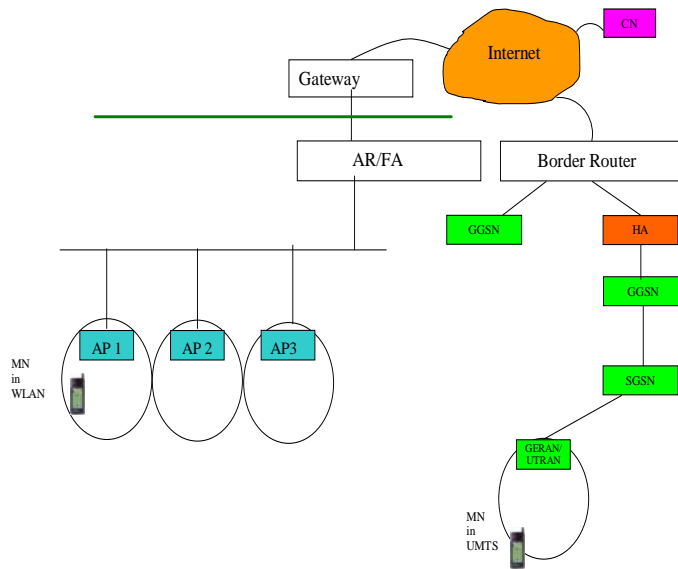 CN
Internet
Gateway
AR/FA
Border Router
GGSN
HA
GGSN
AP 1
AP 2
AP3
MN
in
WLAN
SGSN
GERAN/
UTRAN
MN
in
UMTS